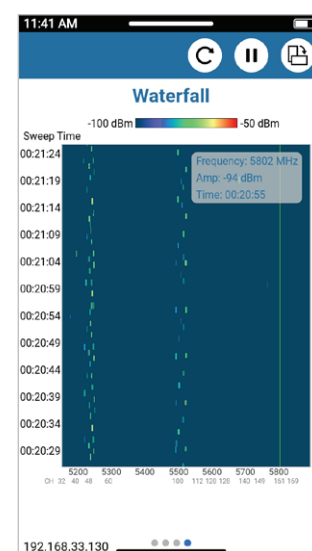 11:41 AM
Waterfall
-100 dBm -50 dBm
Sweep Time
Frequency: 5802 MHz
Amp: -94 dBm
Time: 00:20:55
00:21:24
00:21:19
00:21:14
00:21:09
00:21:04
00:20:59
00:20:54
00:20:49
00:20:44
00:20:39
00:20:34
00:20:29
5200 5300 5400 5500 5600 5700 5800
CH 32 40 48 60 100 112 120 128 140 149 161 169
192.168.33.130